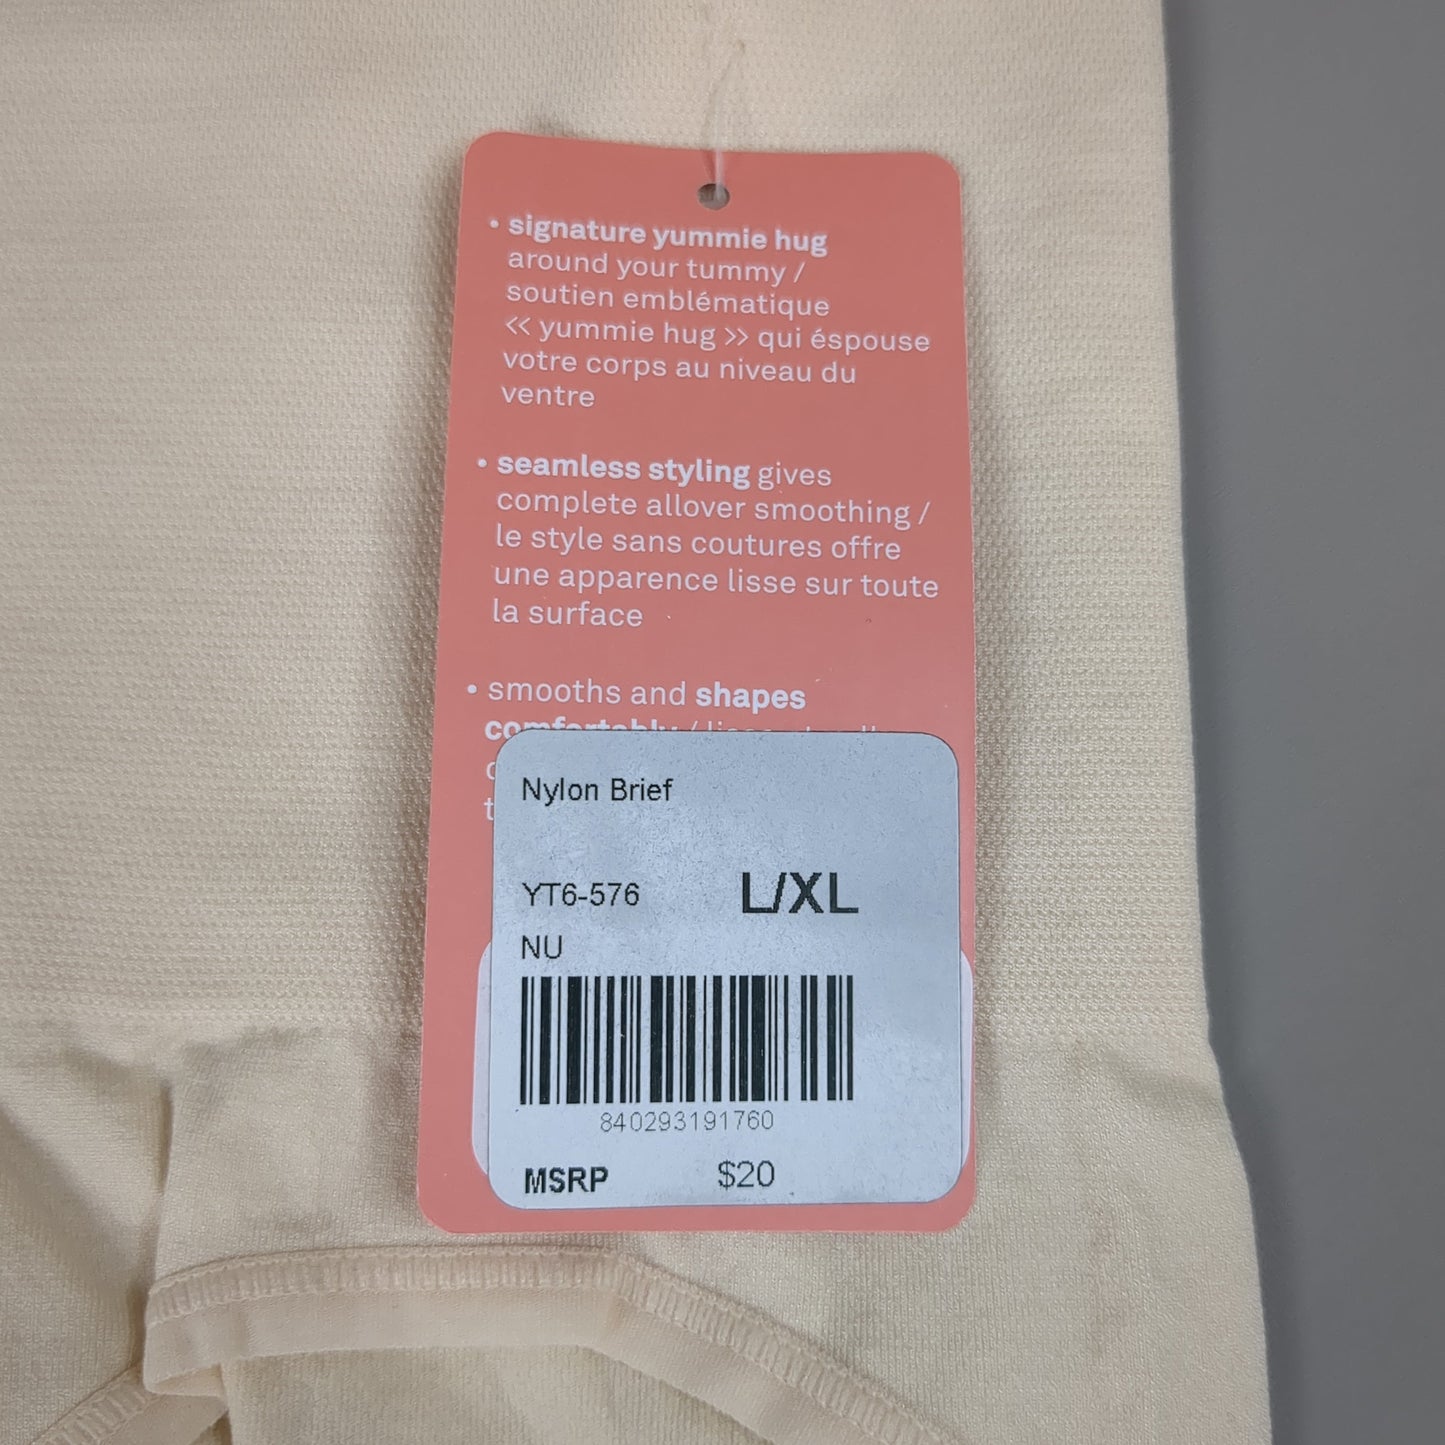 • signature yummie hug
around your tummy /
soutien emblématique
<< yummie hug >> qui éspouse
votre corps au niveau du
ventre
• seamless styling gives
complete allover smoothing /
le style sans coutures offre
une apparence lisse sur toute
la surface
• smooths and shapes
comfortably /
Nylon Brief
YT6-576 L/XL
NU
840293191760
MSRP $20